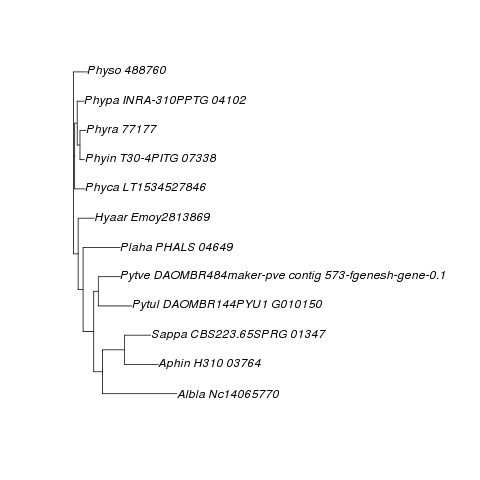 Physo 488760
Phypa INRA-310PPTG 04102
Phyra 77177
Phyin T30-4PITG 07338
Phyca LT1534527846
Hyaar Emoy2813869
Plaha PHALS 04649
Pytve DAOMBR484maker-pve contig 573-fgenesh-gene-0.1
Pytul DAOMBR144PYU1 G010150
Sappa CBS223.65SPRG 01347
Aphin H310 03764
Albla Nc14065770